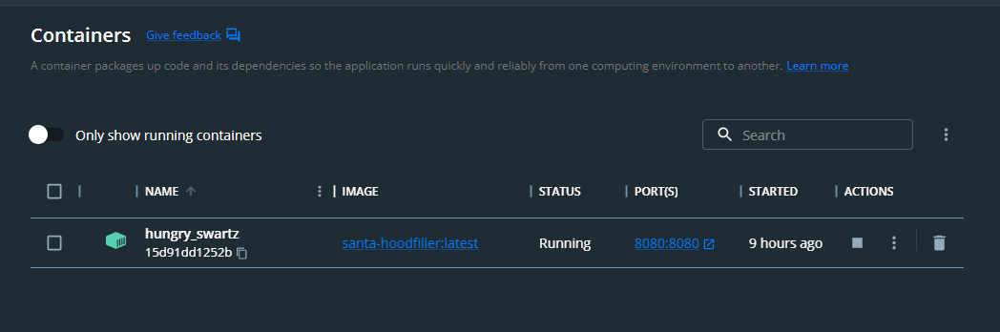 Containers Give feedback
A container packages up code and its dependencies so the application runs quickly and reliably from one computing environment to another. Learn more
Only show running containers Search
NAME IMAGE STATUS PORT(S) STARTED ACTIONS
hungry_swartz santa-hoodfiller:latest Running 8080:8080 9 hours ago
15d91dd1252b